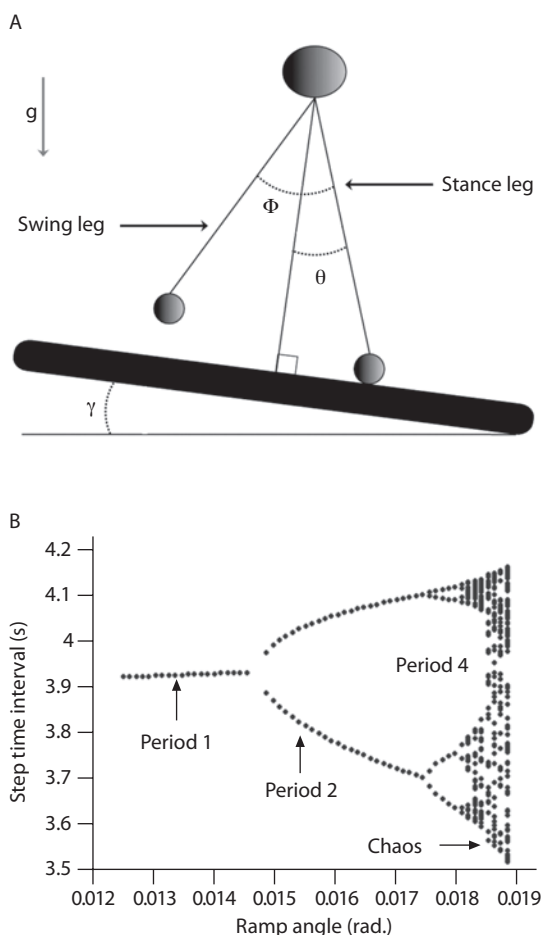 A
g
Φ
Stance leg
Swing leg
θ
γ
B
4.2
4.1
4
3.9
3.8
3.7
3.6
3.5
Step time interval (s)
Period 4
Period 1
Period 2
Chaos
0.012 0.013 0.014 0.015 0.016 0.017 0.018 0.019
Ramp angle (rad.)